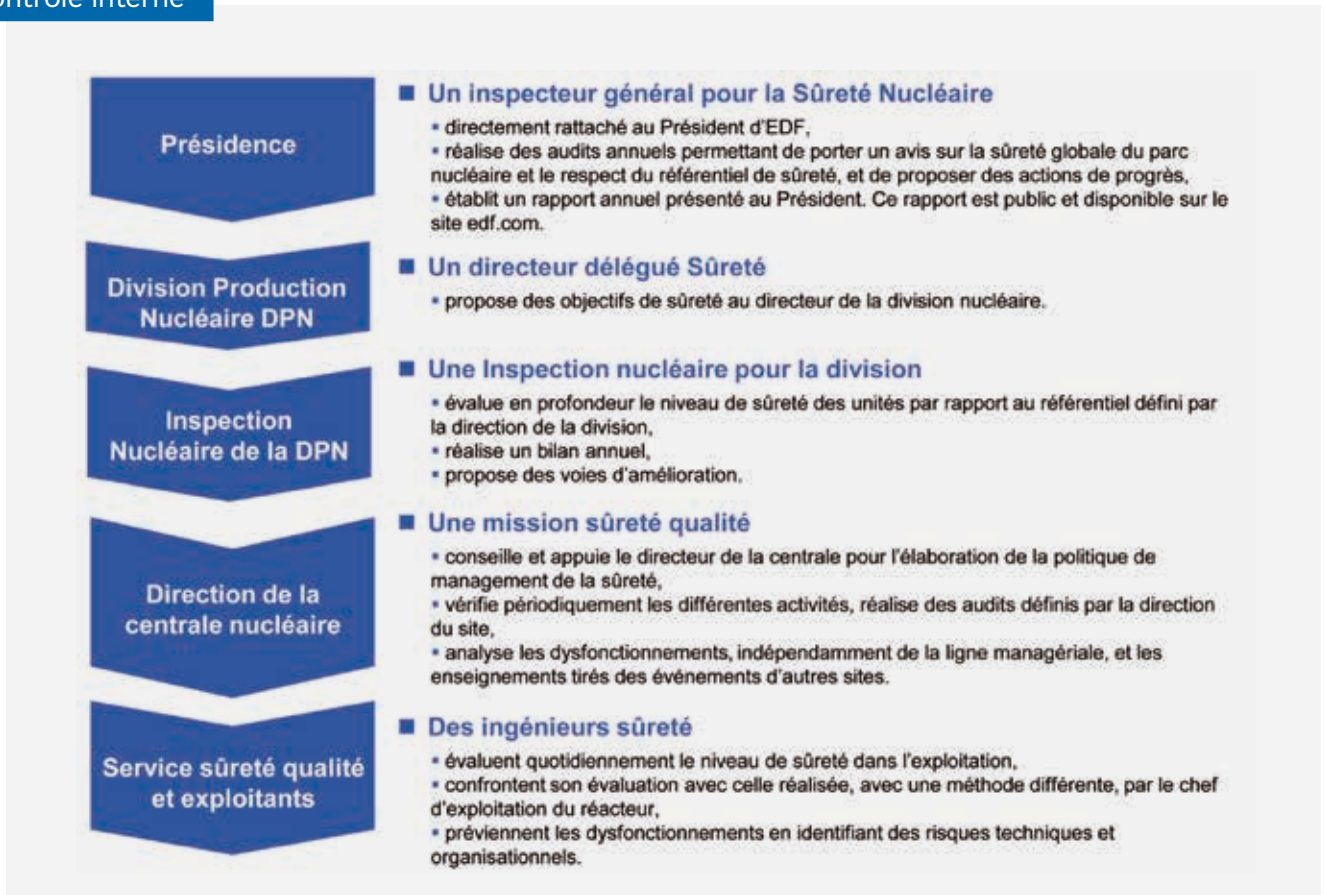 contrôle interne
Présidence
■ Un inspecteur général pour la Sûreté Nucléaire
▪ directement rattaché au Président d'EDF,
▪ réalise des audits annuels permettant de porter un avis sur la sûreté globale du parc
nucléaire et le respect du référentiel de sûreté, et de proposer des actions de progrès,
▪ établit un rapport annuel présenté au Président. Ce rapport est public et disponible sur le
site edf.com.
Division Production
Nucléaire DPN
■ Un directeur délégué Sûreté
▪ propose des objectifs de sûreté au directeur de la division nucléaire.
Inspection
Nucléaire de la DPN
■ Une Inspection nucléaire pour la division
▪ évalue en profondeur le niveau de sûreté des unités par rapport au référentiel défini par
la direction de la division,
▪ réalise un bilan annuel,
▪ propose des voies d'amélioration.
Direction de la
centrale nucléaire
■ Une mission sûreté qualité
▪ conseille et appuie le directeur de la centrale pour l'élaboration de la politique de
management de la sûreté,
▪ vérifie périodiquement les différentes activités, réalise des audits définis par la direction
du site,
▪ analyse les dysfonctionnements, indépendamment de la ligne managériale, et les
enseignements tirés des événements d'autres sites.
Service sûreté qualité
et exploitants
■ Des ingénieurs sûreté
▪ évaluent quotidiennement le niveau de sûreté dans l'exploitation,
▪ confrontent son évaluation avec celle réalisée, avec une méthode différente, par le chef
d'exploitation du réacteur,
▪ préviennent les dysfonctionnements en identifiant des risques techniques et
organisationnels.